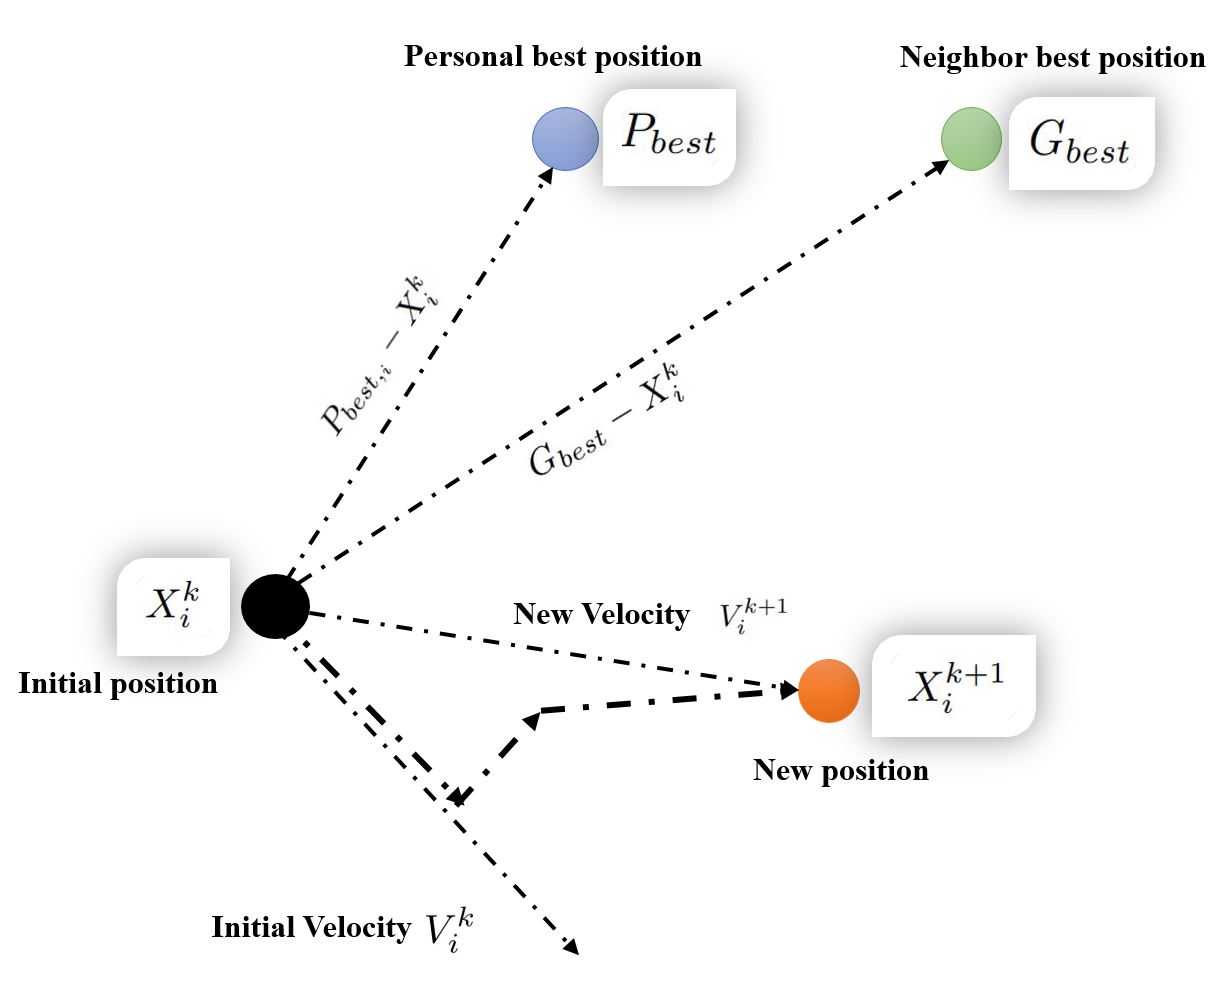 Personal best position
Neighbor best position
P_{best}
G_{best}
P_{best,i} − X_i^k
G_{best} − X_i^k
X_i^k
New Velocity V_i^{k+1}
Initial position
X_i^{k+1}
New position
Initial Velocity V_i^k